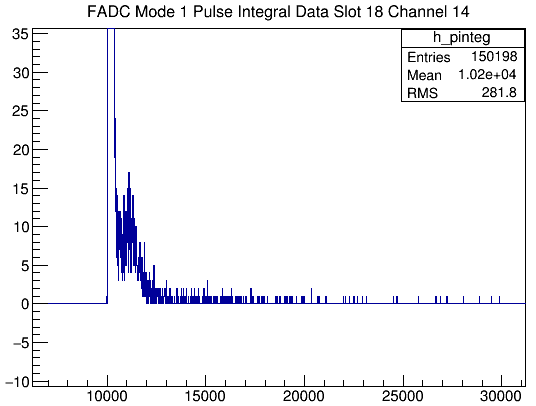 FADC Mode 1 Pulse Integral Data Slot 18 Channel 14
h_pinteg
Entries 150198
Mean 1.02e+04
RMS 281.8
35
30
25
20
15
10
5
0
−5
−10
10000 15000 20000 25000 30000